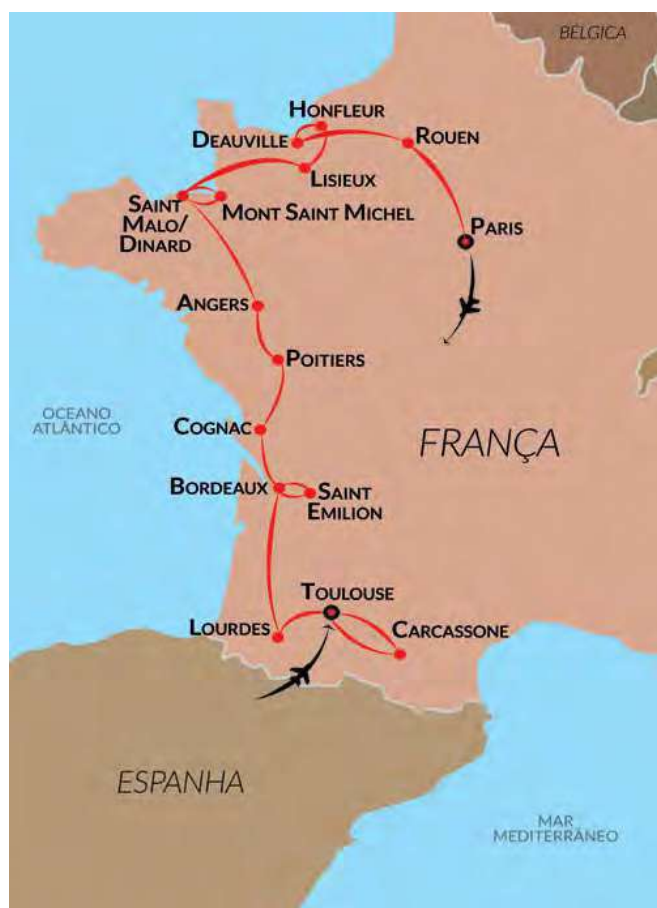 BÉLGICA
HONFLEUR
DEAUVILLE
ROUEN
LISIEUX
SAINT
MALO/
DINARD
MONT SAINT MICHEL
PARIS
ANGERS
POITIERS
OCEANO
ATLÂNTICO
COGNAC
FRANÇA
BORDEAUX
SAINT
EMILION
TOULOUSE
LOURDES
CARCASSONE
ESPANHA
MAR
MEDITERRÂNEO